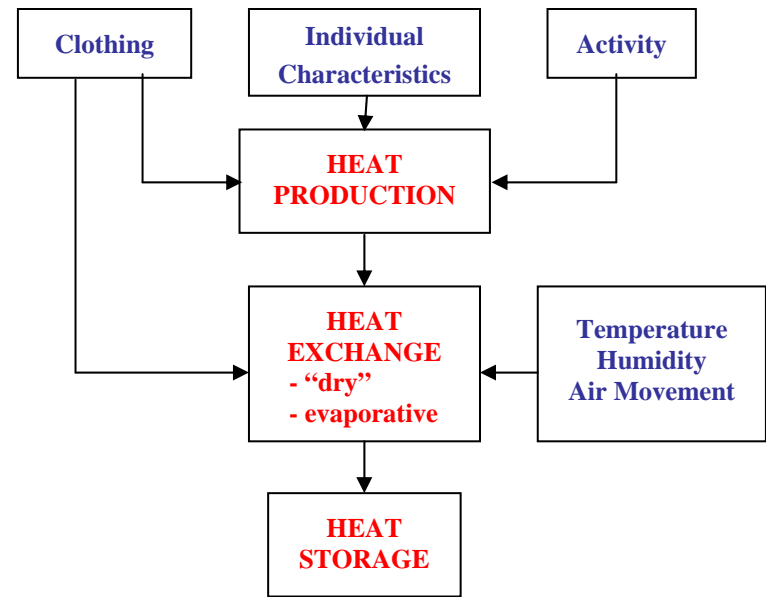 Clothing
Individual
Characteristics
Activity
HEAT
PRODUCTION
HEAT
EXCHANGE
- “dry”
- evaporative
Temperature
Humidity
Air Movement
HEAT
STORAGE